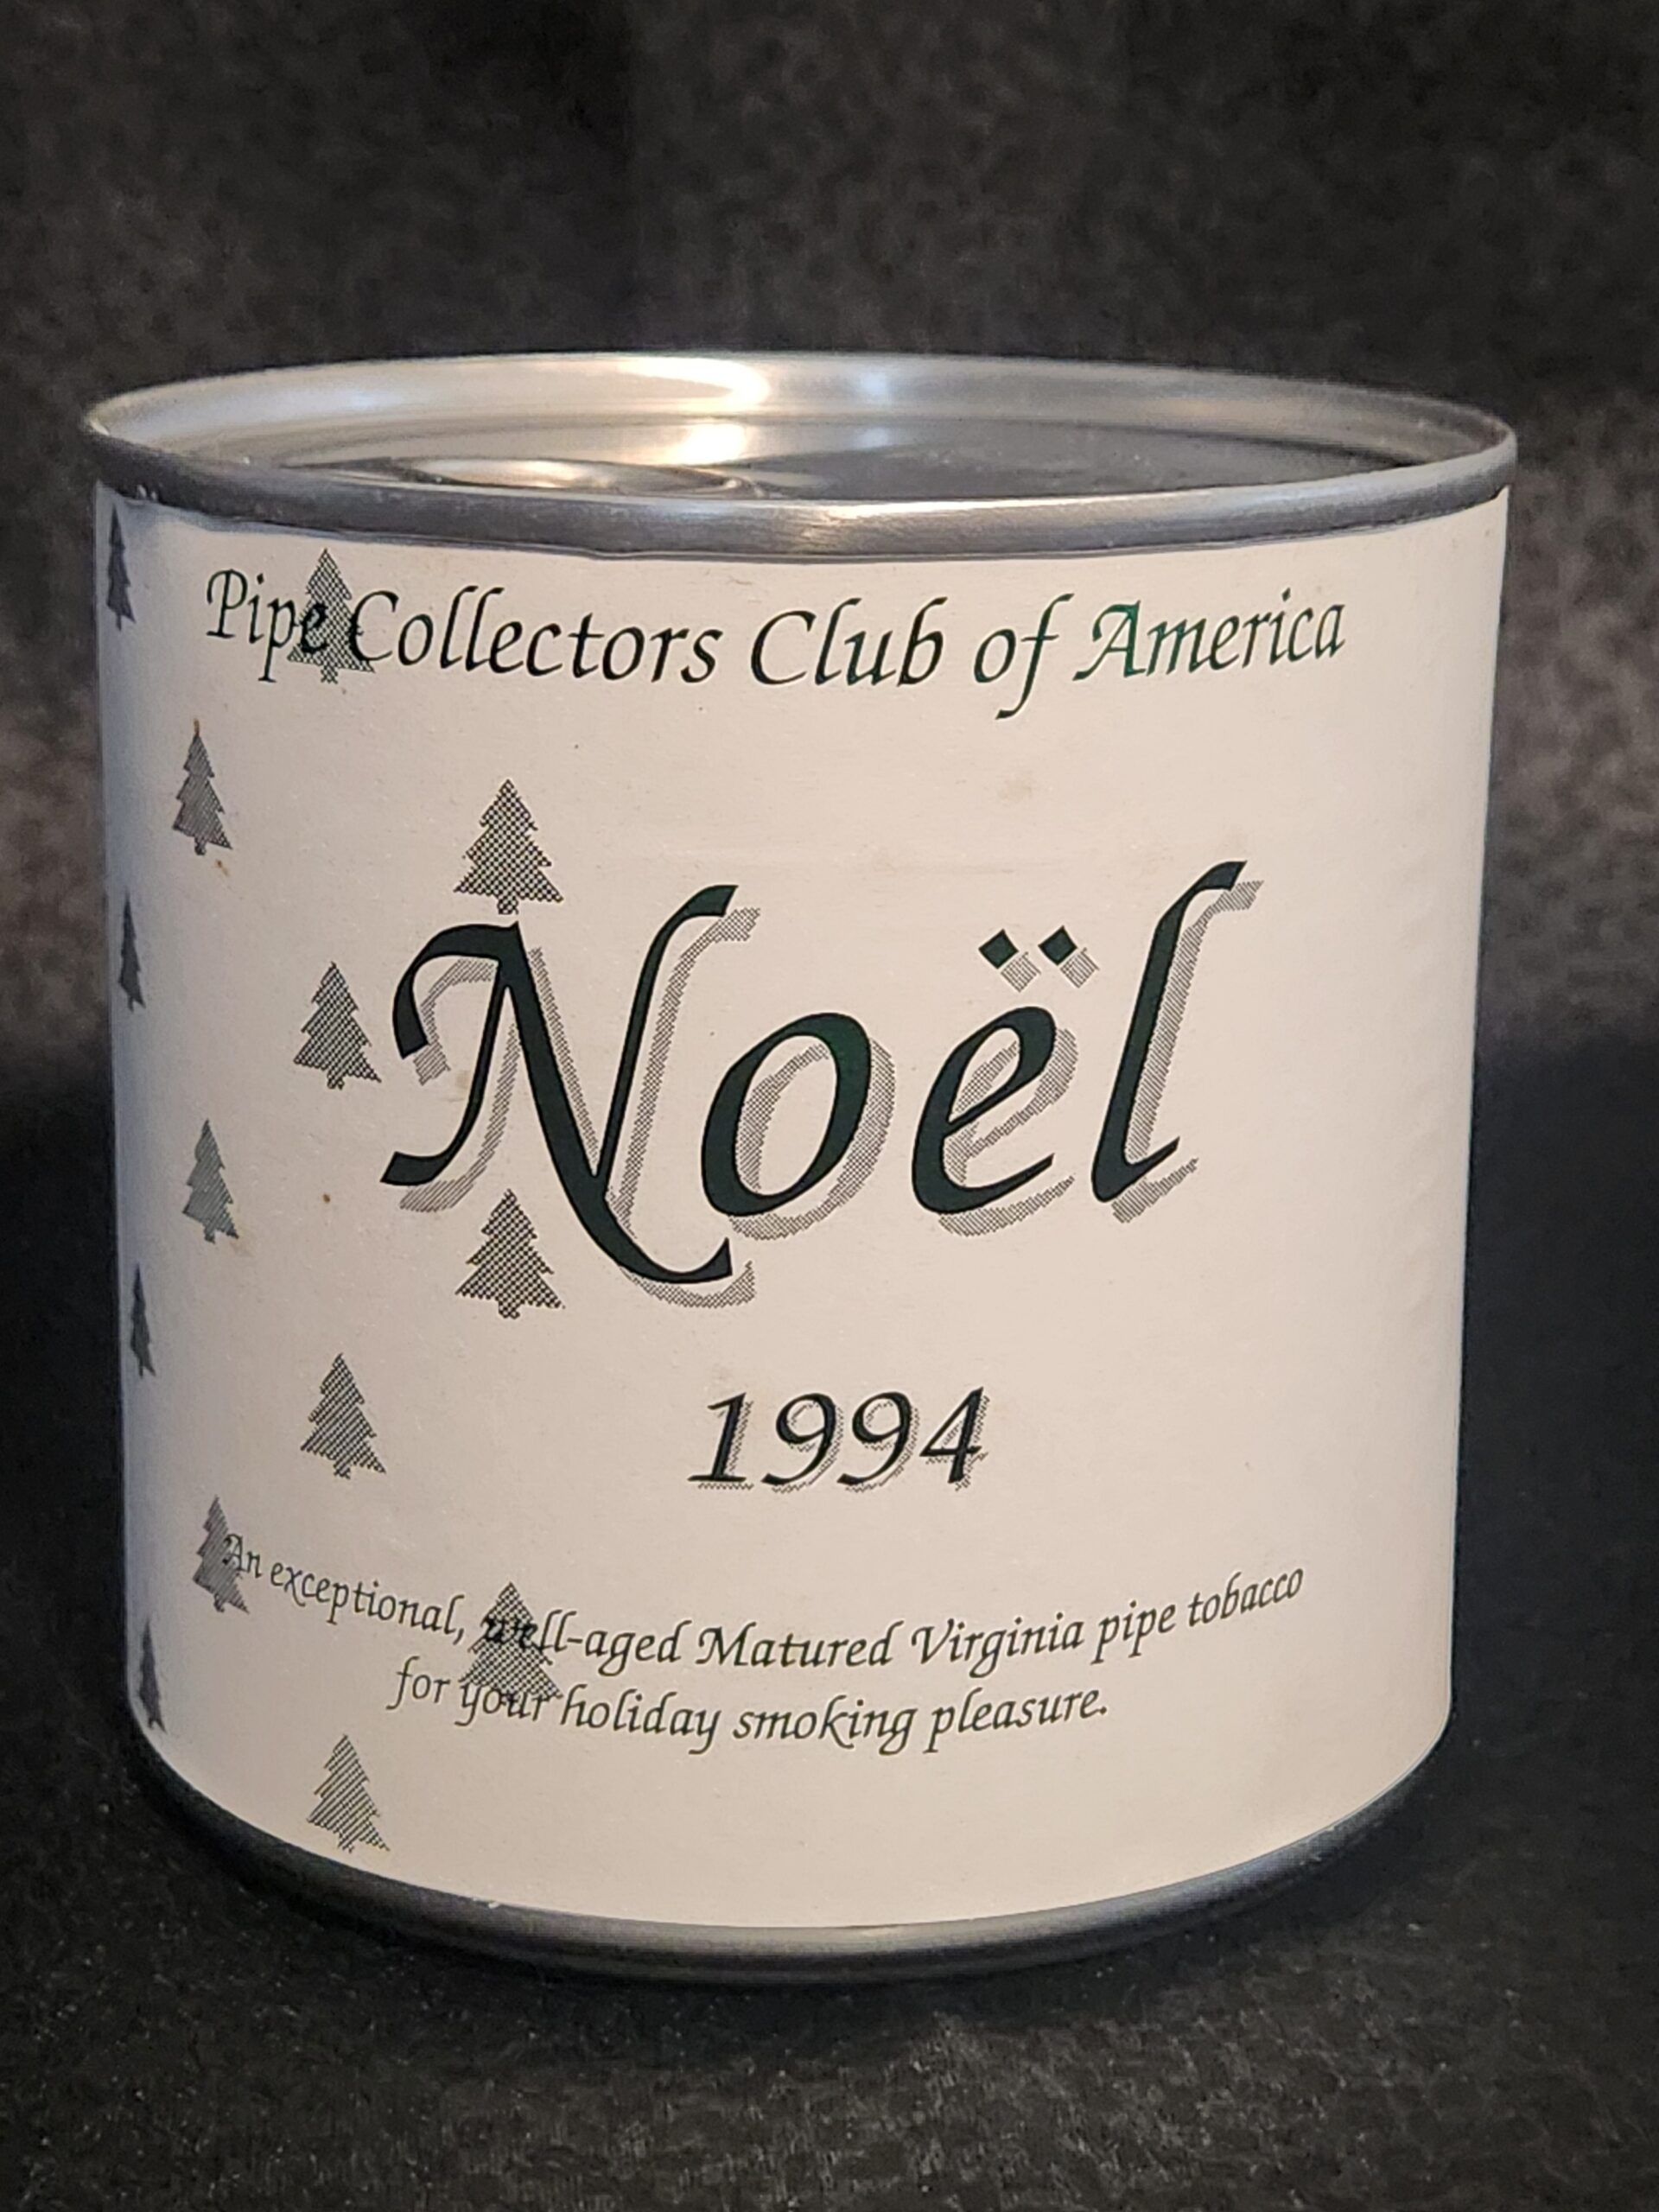 Pipe Collectors Club of America
Noël
1994
An exceptional, well-aged Matured Virginia pipe tobacco
for your holiday smoking pleasure.